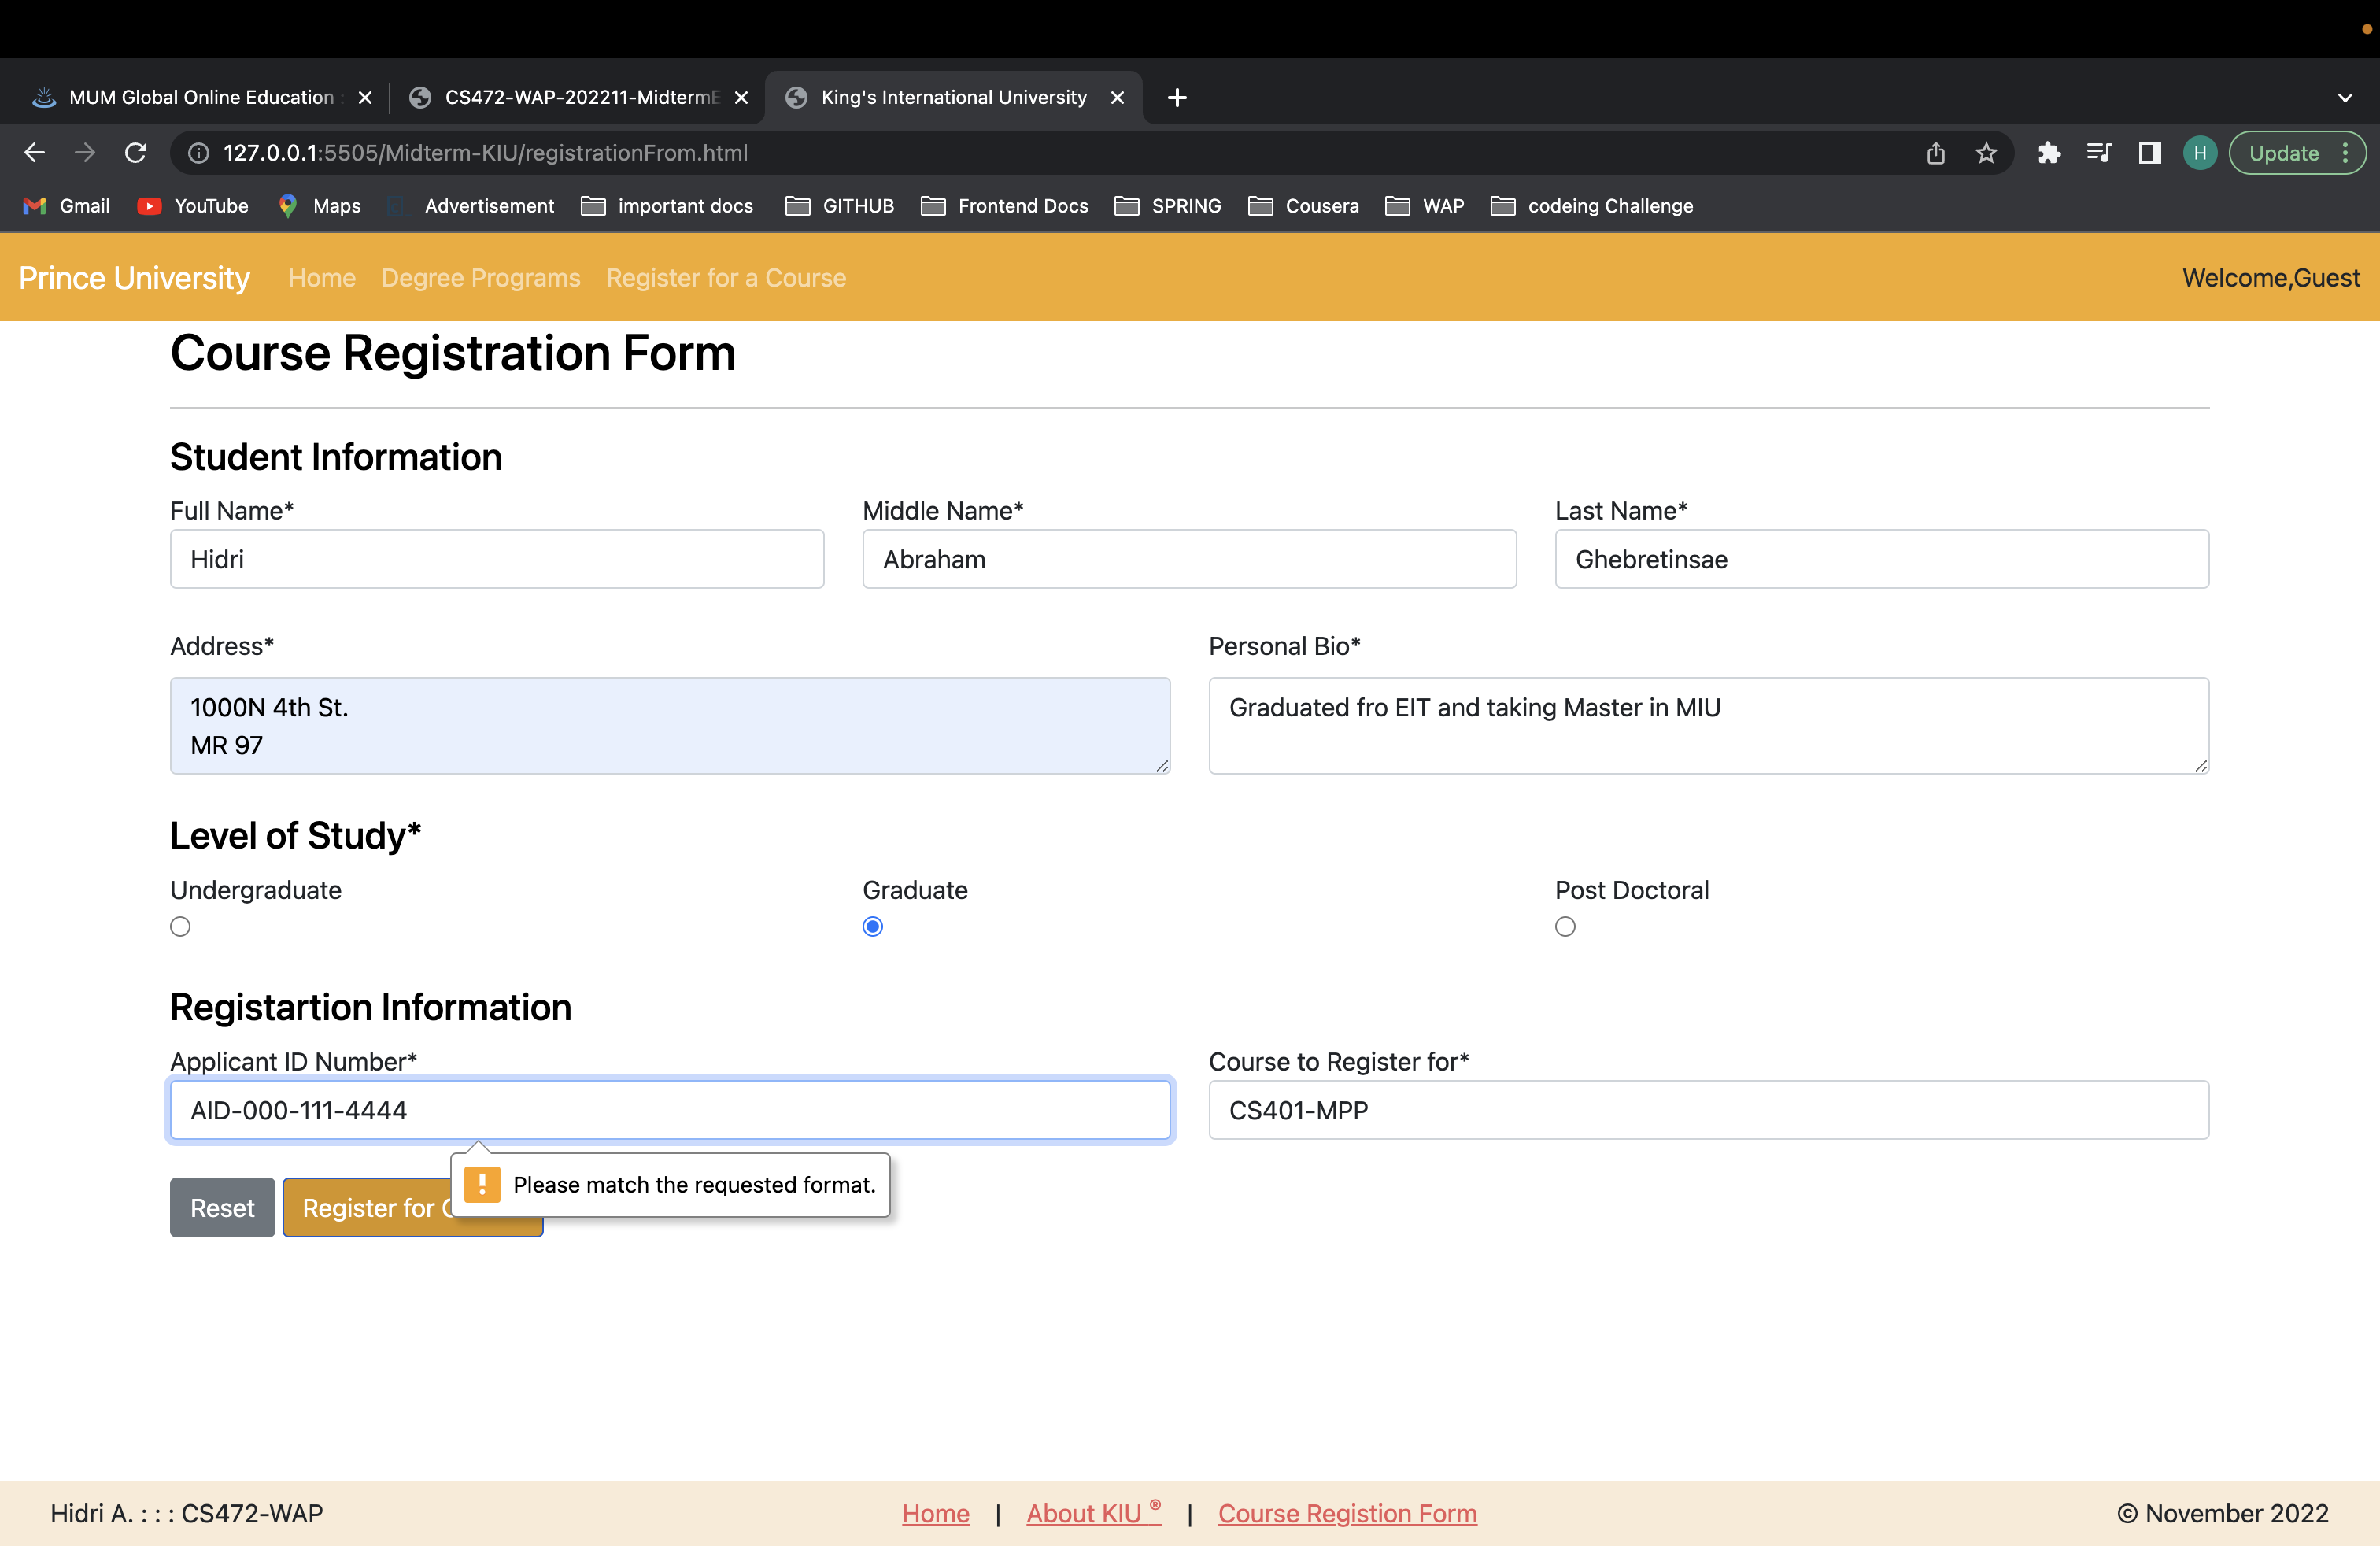 MUM Global Online Education :
CS472-WAP-202211-MidtermE
King's International University
127.0.0.1:5505/Midterm-KIU/registrationFrom.html
H
Update
Gmail
YouTube
Maps
Advertisement
important docs
GITHUB
Frontend Docs
SPRING
Cousera
WAP
codeing Challenge
Prince University
Home
Degree Programs
Register for a Course
Welcome,Guest
Course Registration Form
Student Information
Full Name*
Middle Name*
Last Name*
Hidri
Abraham
Ghebretinsae
Address*
Personal Bio*
1000N 4th St.
MR 97
Graduated fro EIT and taking Master in MIU
Level of Study*
Undergraduate
Graduate
Post Doctoral
Registartion Information
Applicant ID Number*
Course to Register for*
AID-000-111-4444
CS401-MPP
Please match the requested format.
Reset
Register for
Hidri A. : : : CS472-WAP
Home | About KIU ® | Course Registion Form
© November 2022